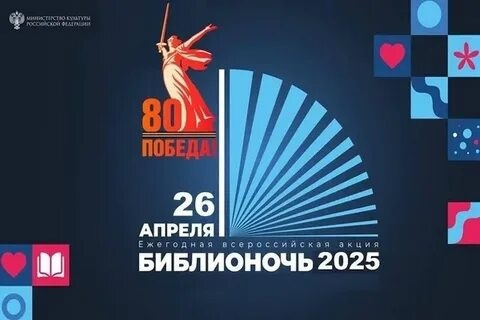 МИНИСТЕРСТВО КУЛЬТУРЫ
РОССИЙСКОЙ ФЕДЕРАЦИИ
80
ПОБЕДА!
26
АПРЕЛЯ
Ежегодная всероссийская акция
БИБЛИОНОЧЬ 2025